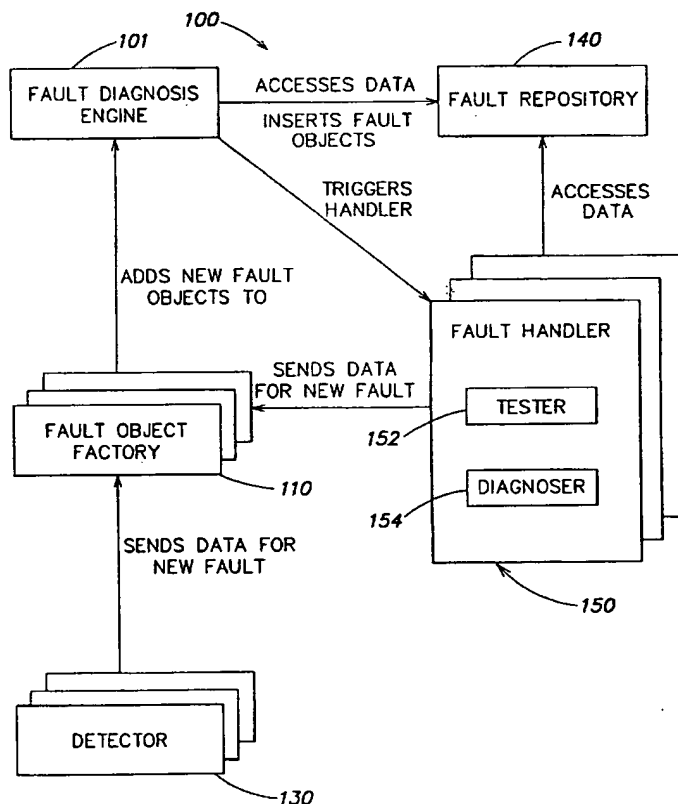 100
101
140
FAULT DIAGNOSIS
ENGINE
ACCESSES DATA
INSERTS FAULT
OBJECTS
FAULT REPOSITORY
TRIGGERS
HANDLER
ACCESSES
DATA
ADDS NEW FAULT
OBJECTS TO
FAULT HANDLER
SENDS DATA
FOR NEW FAULT
TESTER
152
FAULT OBJECT
FACTORY
110
DIAGNOSER
154
SENDS DATA FOR
NEW FAULT
150
DETECTOR
130